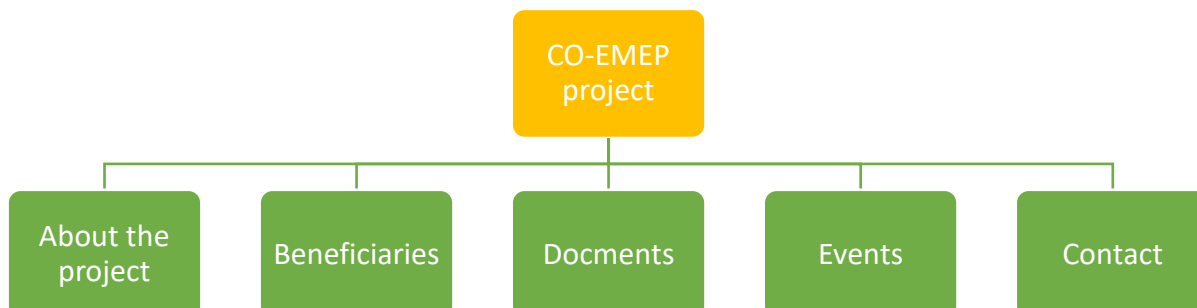 CO-EMEP
project
About the
project
Beneficiaries
Docments
Events
Contact